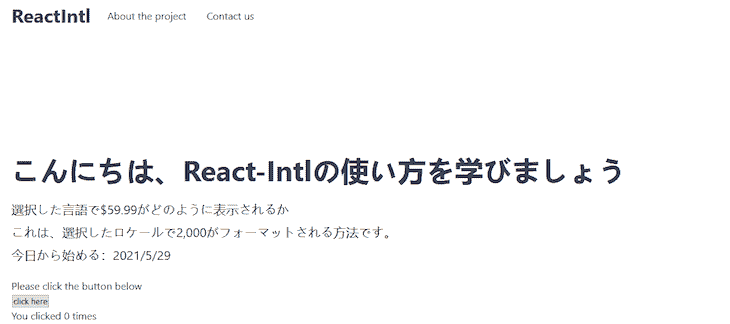 ReactIntl About the project Contact us
こんにちは、React-Intlの使い方を学びましょう
選択した言語で$59.99がどのように表示されるか
これは、選択したロケールで2,000がフォーマットされる方法です。
今日から始める: 2021/5/29
Please click the button below
click here
You clicked 0 times